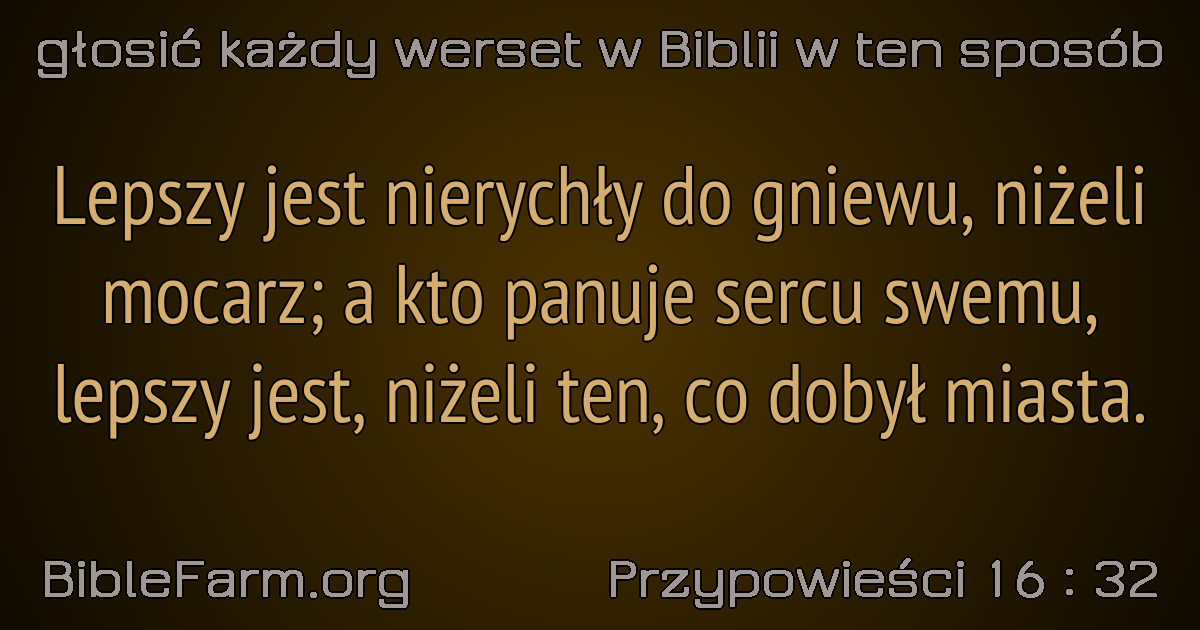 głosić każdy werset w Biblii w ten sposób
Lepszy jest nierychły do gniewu, niżeli
mocarz; a kto panuje sercu swemu,
lepszy jest, niżeli ten, co dobył miasta.
BibleFarm.org
Przypowieści 16 : 32